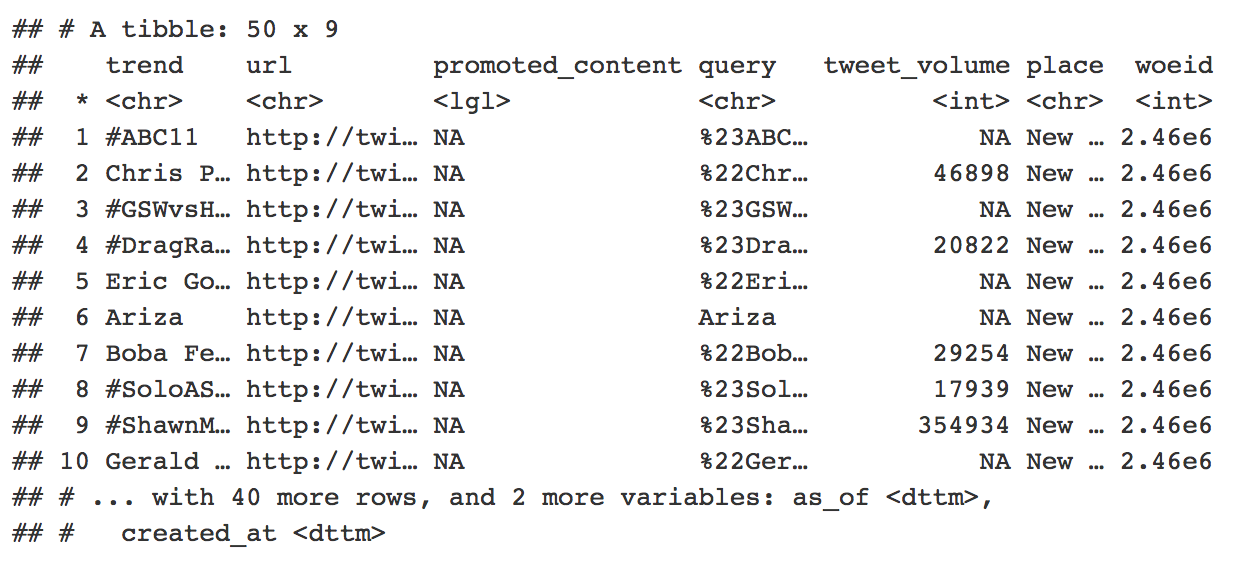 ## # A tibble: 50 x 9
##    trend    url         promoted_content query   tweet_volume place  woeid
##  * <chr>    <chr>       <lgl>            <chr>          <int> <chr>  <int>
##  1 #ABC11   http://twi… NA               %23ABC…           NA New … 2.46e6
##  2 Chris P… http://twi… NA               %22Chr…        46898 New … 2.46e6
##  3 #GSWvsH… http://twi… NA               %23GSW…           NA New … 2.46e6
##  4 #DragRa… http://twi… NA               %23Dra…        20822 New … 2.46e6
##  5 Eric Go… http://twi… NA               %22Eri…           NA New … 2.46e6
##  6 Ariza    http://twi… NA               Ariza             NA New … 2.46e6
##  7 Boba Fe… http://twi… NA               %22Bob…        29254 New … 2.46e6
##  8 #SoloAS… http://twi… NA               %23Sol…        17939 New … 2.46e6
##  9 #ShawnM… http://twi… NA               %23Sha…       354934 New … 2.46e6
## 10 Gerald … http://twi… NA               %22Ger…           NA New … 2.46e6
## # ... with 40 more rows, and 2 more variables: as_of <dttm>,
## #   created_at <dttm>